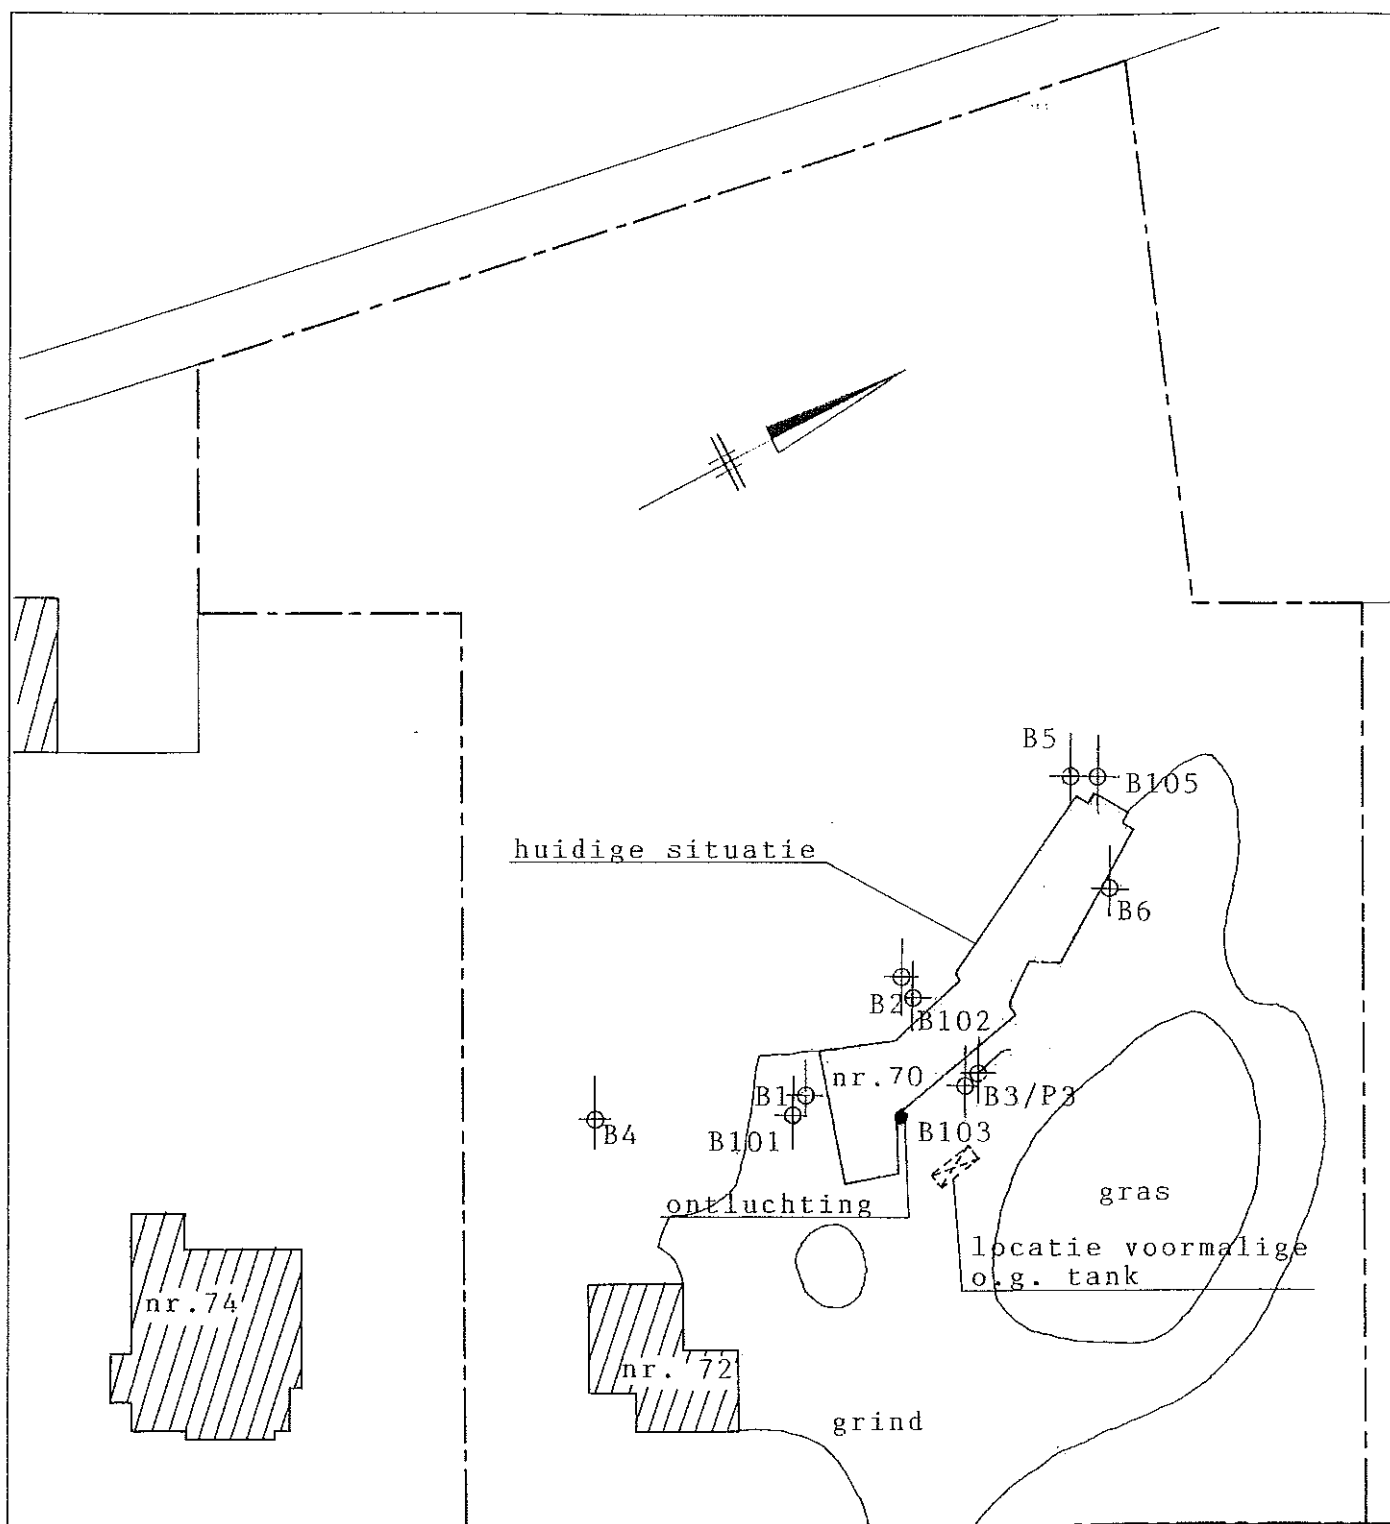 B5
B105
huidige situatie
B6
B2
B102
nr.70
B1
B3/P3
B4
B101
B103
gras
ontluchting
locatie voormalige
o.g. tank
nr.74
nr. 72
grind